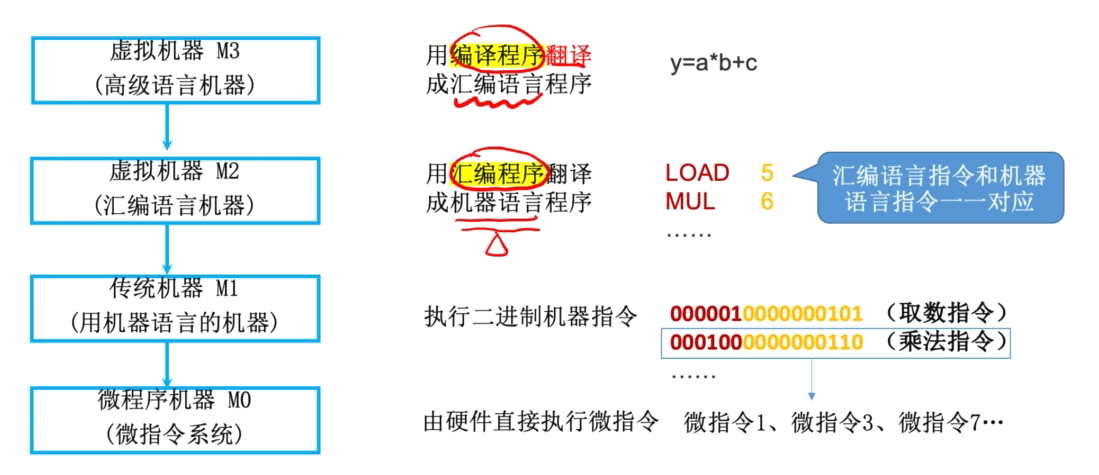 虚拟机器 M3
(高级语言机器)
用编译程序翻译
成汇编语言程序
y=a*b+c
虚拟机器 M2
(汇编语言机器)
用汇编程序翻译
成机器语言程序
LOAD 5
MUL 6
……
汇编语言指令和机器
语言指令一一对应
传统机器 M1
(用机器语言的机器)
执行二进制机器指令
0000010000000101 （取数指令）
0001000000000110 （乘法指令）
……
微程序机器 M0
(微指令系统)
由硬件直接执行微指令
微指令1、微指令3、微指令7…